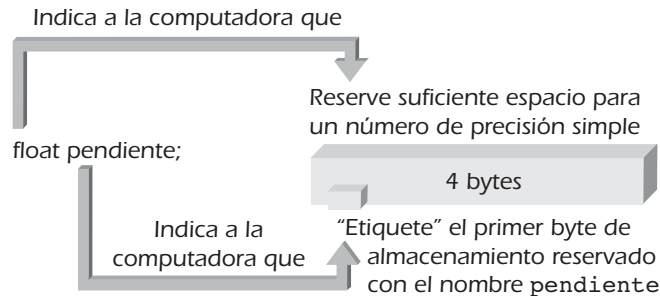 Indica a la computadora que
Reserve suficiente espacio para
un número de precisión simple
float pendiente;
4 bytes
Indica a la
computadora que
“Etiquete” el primer byte de
almacenamiento reservado
con el nombre pendiente